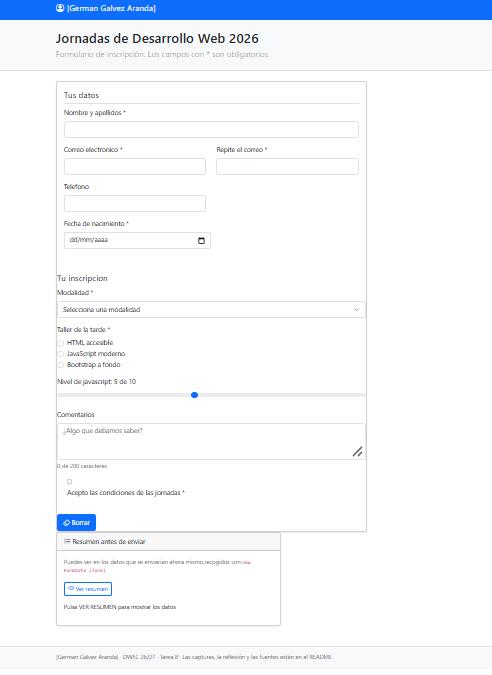 [German Galvez Aranda]
Jornadas de Desarrollo Web 2026
Formulario de inscripción. Los campos con * son obligatorios.
Tus datos
Nombre y apellidos *
Correo electronico * Repite el correo *
Telefono
Fecha de nacimiento *
dd/mm/aaaa
Tu inscripcion
Modalidad *
Selecciona una modalidad
Taller de la tarde *
HTML accesible
JavaScript moderno
Bootstrap a fondo
Nivel de javascript: 5 de 10
Comentarios
¿Algo que debamos saber?
0 de 200 caracteres
Acepto las condiciones de las jornadas *
Borrar
Resumen antes de enviar
Puedes ver en los datos que se enviarian ahora mismo,recogidos con new
FormData (form)
Ver resumen
Pulsa VER RESUMEN para mostrar los datos
[German Galvez Aranda] · DWEC 26/27 · Tarea 8 · Las capturas, la reflexión y las fuentes están en el README.